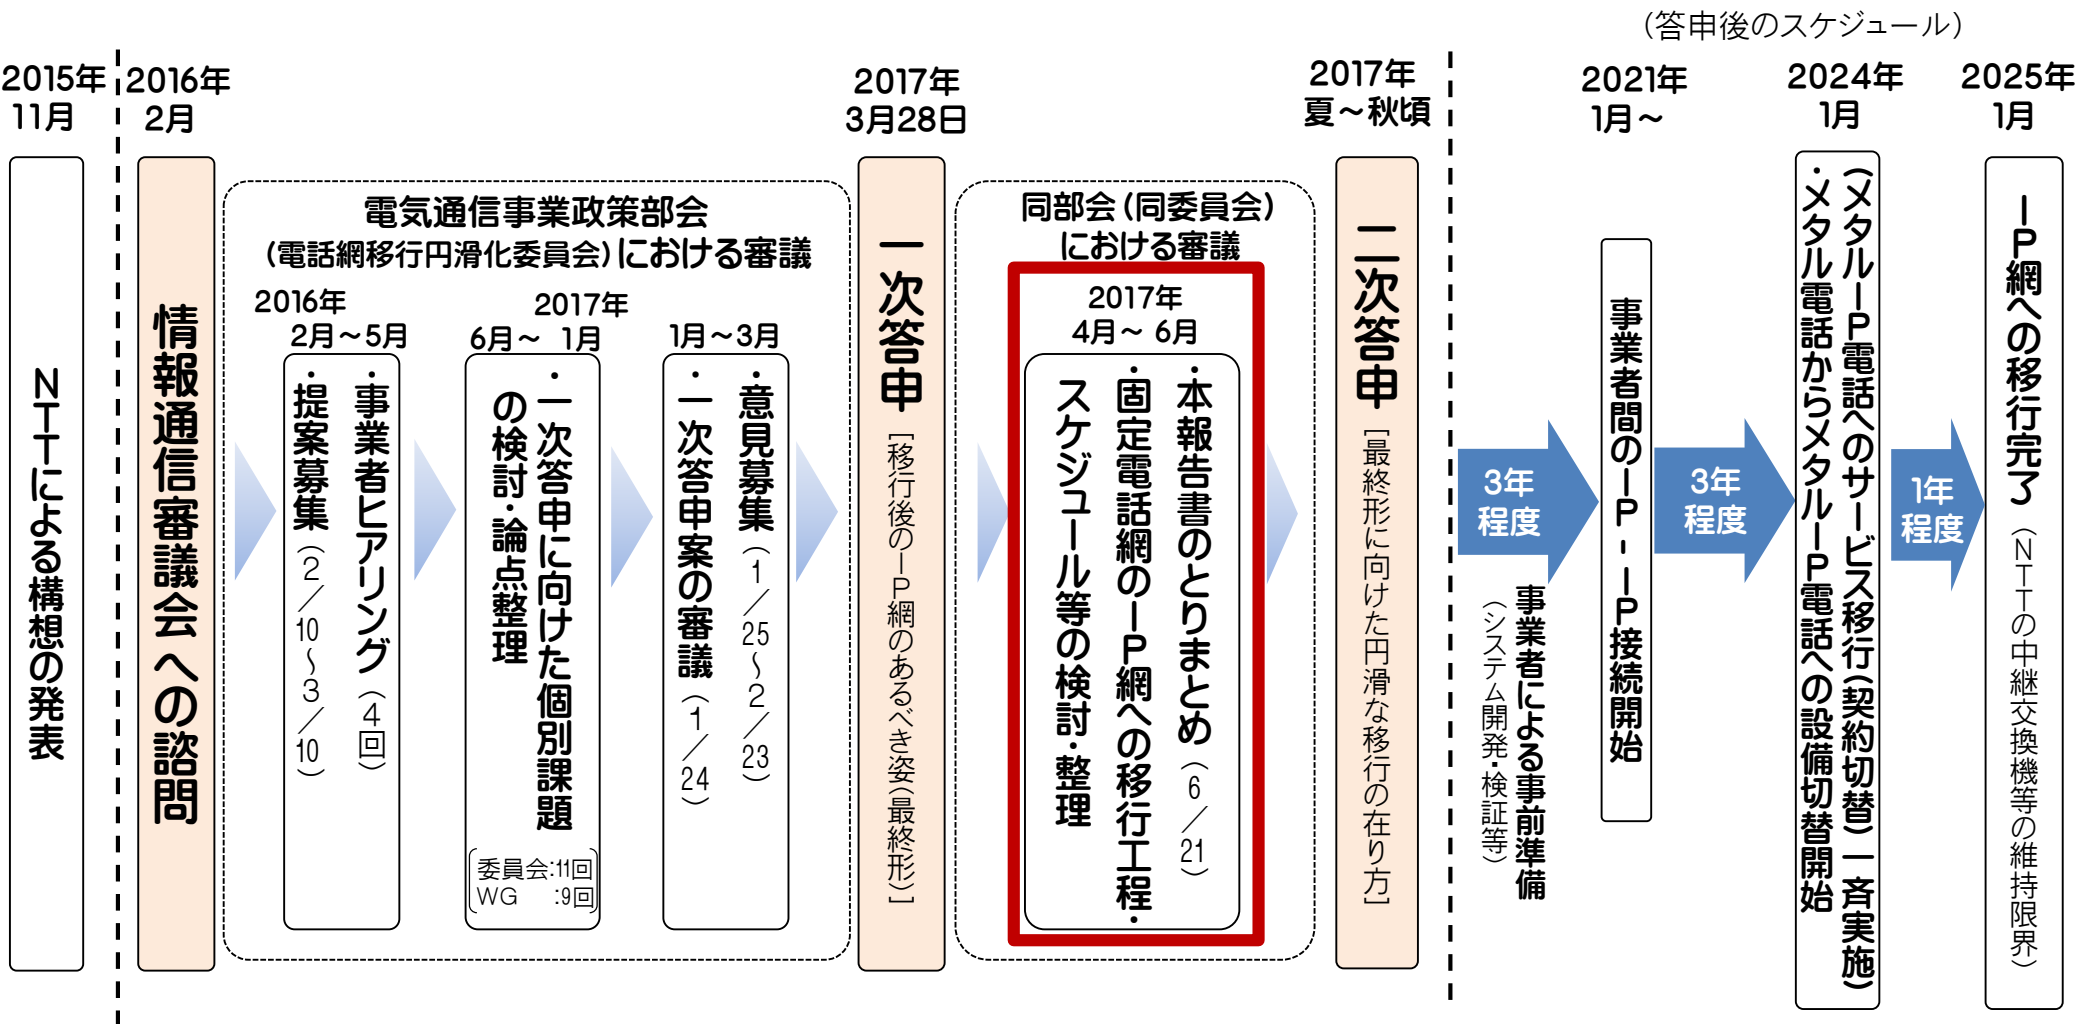 (答申後のスケジュール)
2015年
11月
NTTによる構想の発表
2016年
2月
情報通信審議会への諮問
電気通信事業政策部会
(電話網移行円滑化委員会)における審議
2016年
2月～5月
・事業者ヒアリング(4回)
・提案募集(2/10～3/10)
2017年
6月～ 1月
・一次答申に向けた個別課題
の検討・論点整理
委員会:11回
WG :9回
1月～3月
・意見募集(1/25～2/23)
・一次答申案の審議(1/24)
2017年
3月28日
一次答申[移行後のIP網のあるべき姿(最終形)]
同部会(同委員会)
における審議
2017年
4月～ 6月
・本報告書のとりまとめ(6/21)
・固定電話網のIP網への移行工程・
スケジュール等の検討・整理
2017年
夏～秋頃
二次答申[最終形に向けた円滑な移行の在り方]
3年
程度
事業者による事前準備
(システム開発・検証等)
2021年
1月～
事業者間のIP-IP接続開始
3年
程度
2024年
1月
(メタルIP電話へのサービス移行(契約切替)一斉実施)
・メタル電話からメタルIP電話への設備切替開始
1年
程度
2025年
1月
IP網への移行完了(NTTの中継交換機等の維持限界)